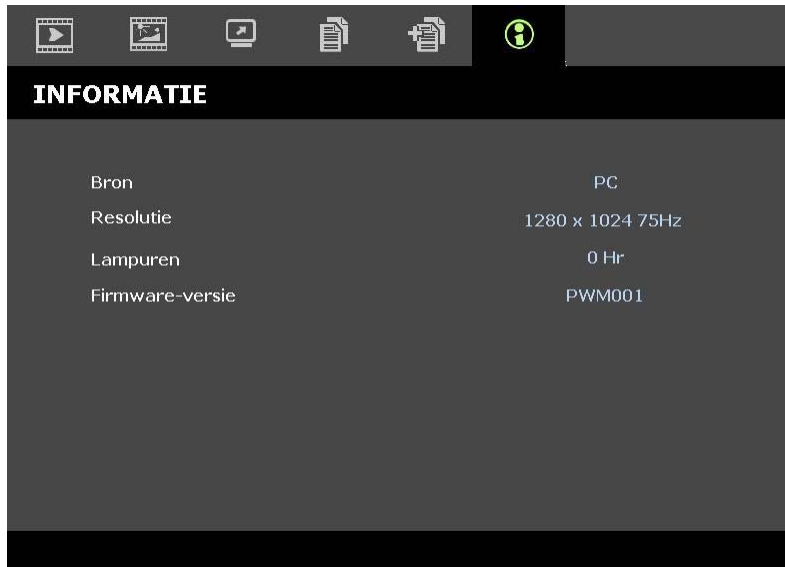 INFORMATIE
Bron PC
Resolutie 1280 x 1024 75Hz
Lampuren 0 Hr
Firmware-versie PWM001